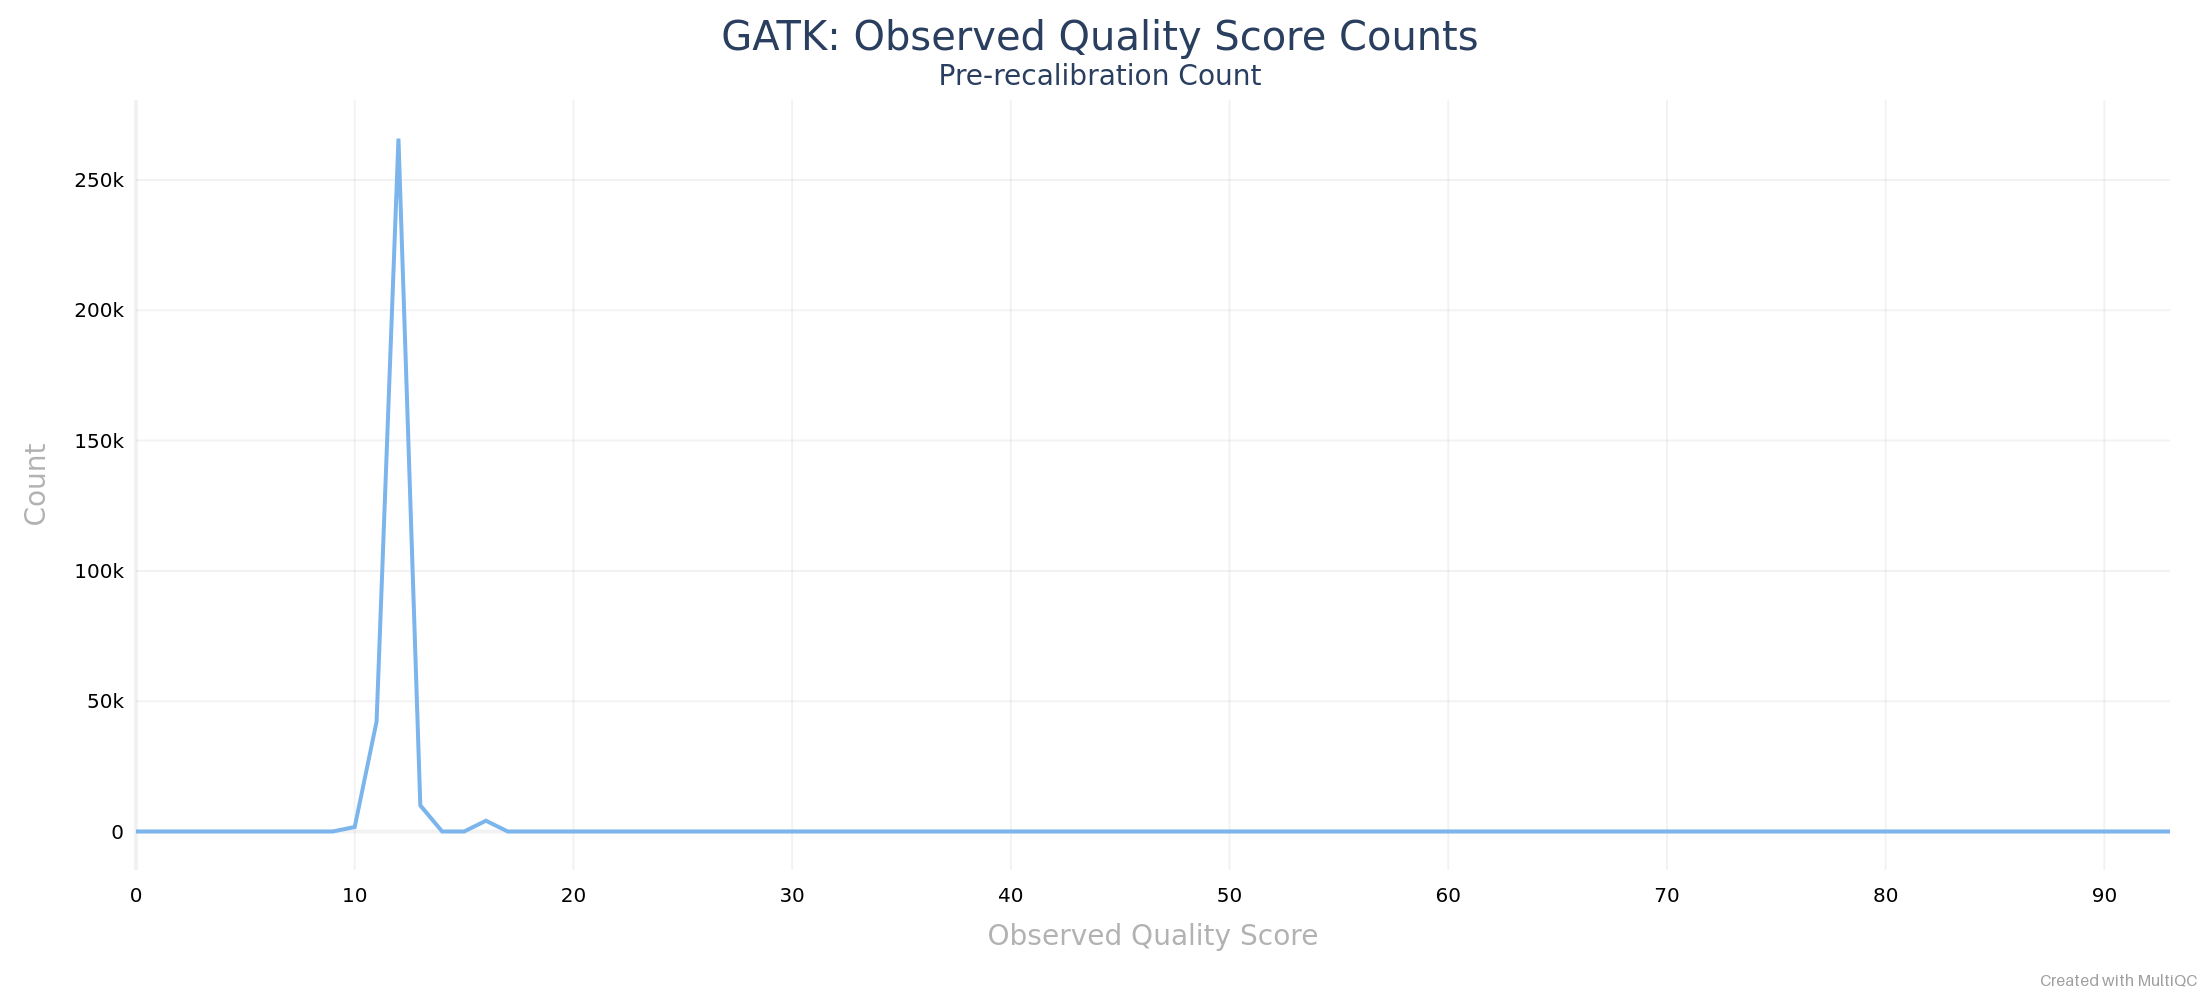 GATK: Observed Quality Score Counts
Pre-recalibration Count
250k
200k
150k
100k
50k
0
Count
0 10 20 30 40 50 60 70 80 90
Observed Quality Score
Created with MultiQC